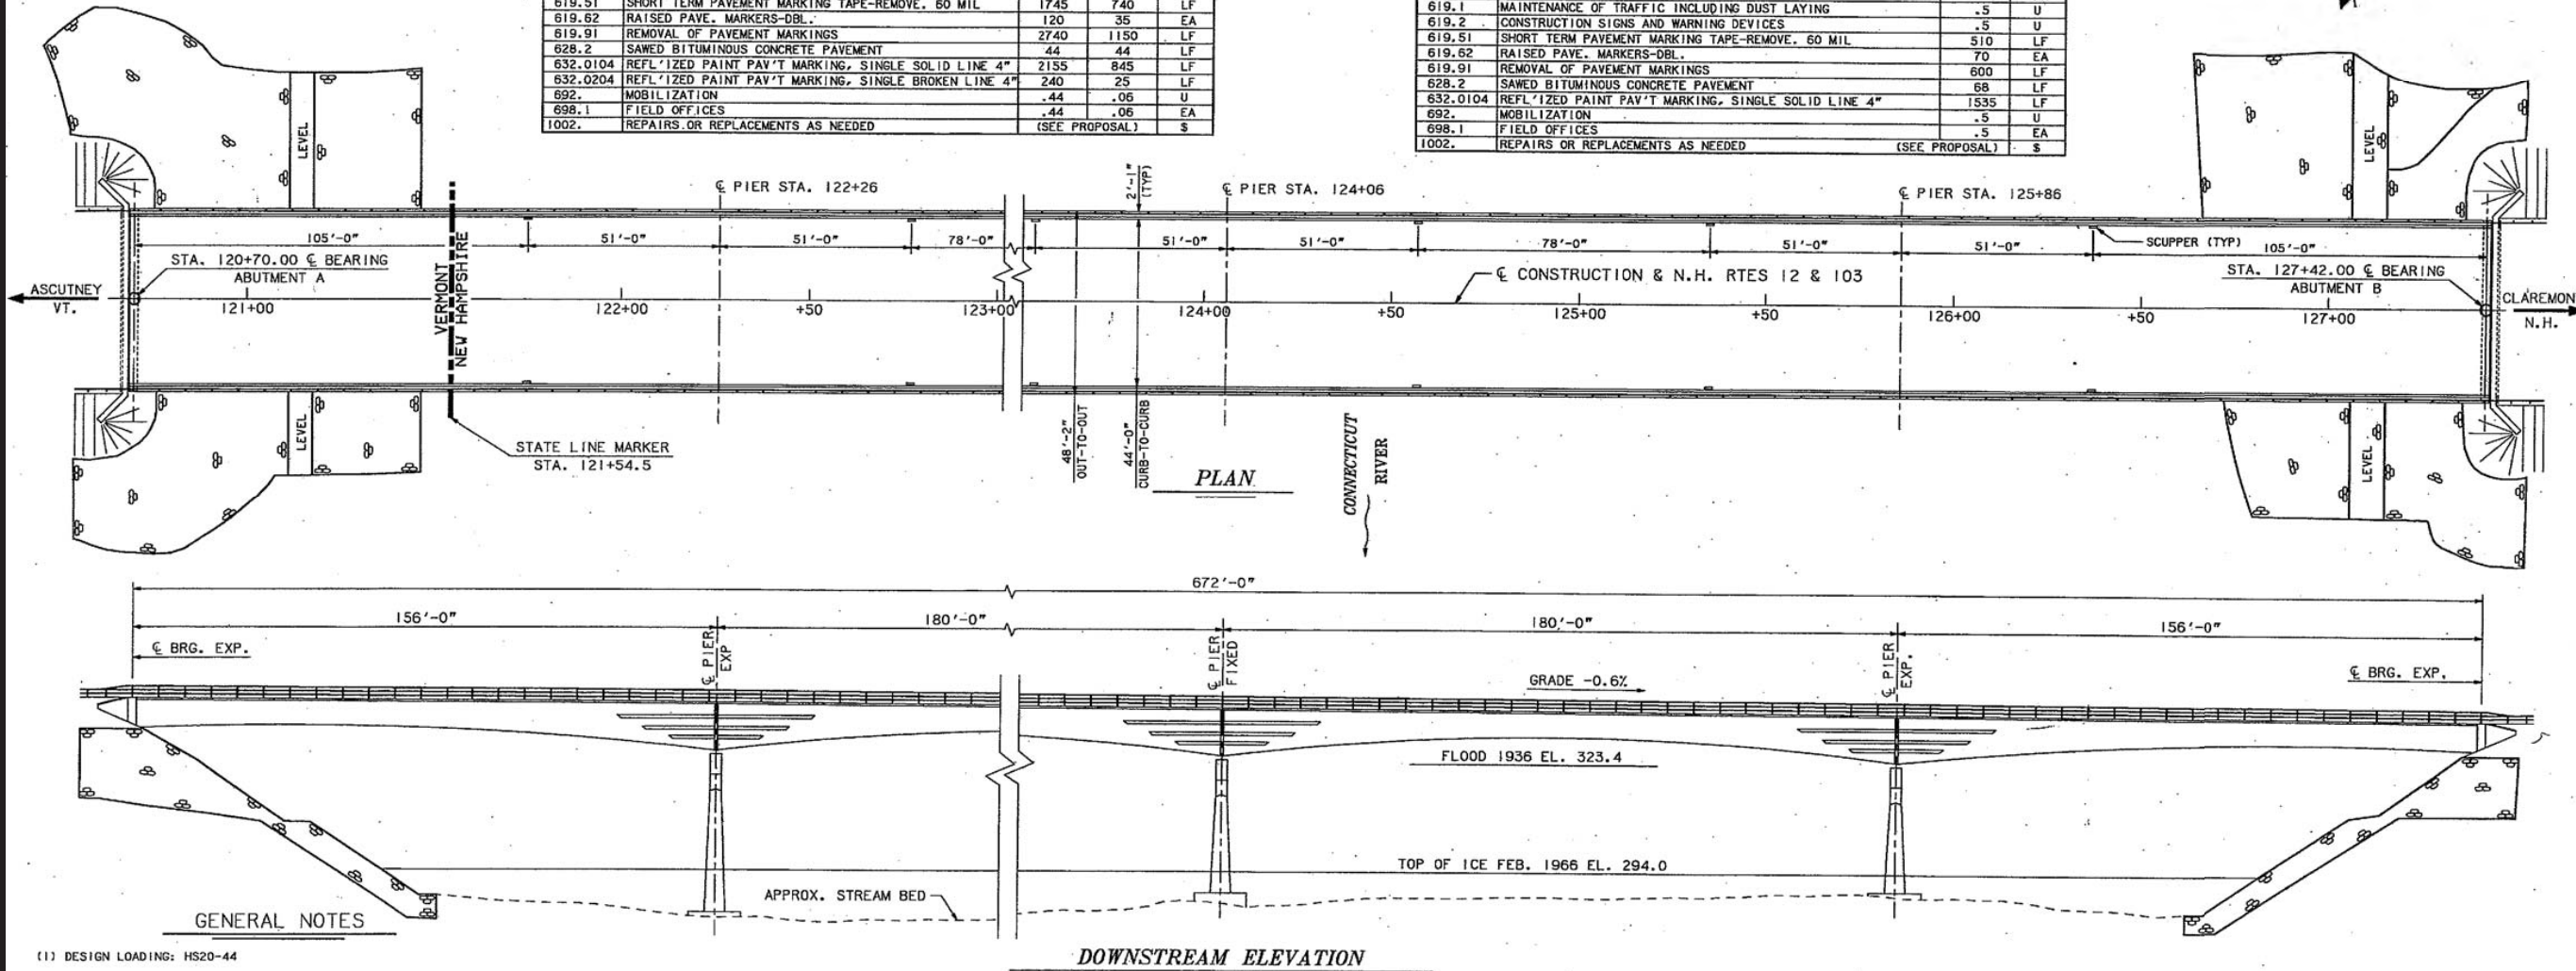 619.51 SHORT TERM PAVEMENT MARKING TAPE-REMOVE. 60 MIL 1745 740 LF
619.62 RAISED PAVE. MARKERS-DBL. 120 35 EA
619.91 REMOVAL OF PAVEMENT MARKINGS 2740 1150 LF
628.2 SAWED BITUMINOUS CONCRETE PAVEMENT 44 44 LF
632.0104 REFL'IZED PAINT PAV'T MARKING, SINGLE SOLID LINE 4" 2155 845 LF
632.0204 REFL'IZED PAINT PAV'T MARKING, SINGLE BROKEN LINE 4" 240 25 LF
692. MOBILIZATION .44 .06 U
698.1 FIELD OFFICES .44 .06 EA
1002. REPAIRS OR REPLACEMENTS AS NEEDED (SEE PROPOSAL) $
619.1 MAINTENANCE OF TRAFFIC INCLUDING DUST LAYING .5 U
619.2 CONSTRUCTION SIGNS AND WARNING DEVICES .5 U
619.51 SHORT TERM PAVEMENT MARKING TAPE-REMOVE. 60 MIL 510 LF
619.62 RAISED PAVE. MARKERS-DBL. 70 EA
619.91 REMOVAL OF PAVEMENT MARKINGS 600 LF
628.2 SAWED BITUMINOUS CONCRETE PAVEMENT 68 LF
632.0104 REFL'IZED PAINT PAV'T MARKING, SINGLE SOLID LINE 4" 1535 LF
692. MOBILIZATION .5 U
698.1 FIELD OFFICES .5 EA
1002. REPAIRS OR REPLACEMENTS AS NEEDED (SEE PROPOSAL) $
LEVEL
LEVEL
℄ PIER STA. 122+26
2'-1"
(TYP)
℄ PIER STA. 124+06
℄ PIER STA. 125+86
105'-0"
51'-0"
51'-0"
78'-0"
51'-0"
51'-0"
78'-0"
51'-0"
51'-0"
SCUPPER (TYP)
105'-0"
STA. 120+70.00 ℄ BEARING
ABUTMENT A
VERMONT
NEW HAMPSHIRE
℄ CONSTRUCTION & N.H. RTES 12 & 103
STA. 127+42.00 ℄ BEARING
ABUTMENT B
ASCUTNEY
VT.
CLAREMON
N.H.
121+00
122+00
+50
123+00
124+00
+50
125+00
+50
126+00
+50
127+00
LEVEL
LEVEL
STATE LINE MARKER
STA. 121+54.5
48'-2"
OUT-TO-OUT
44'-0"
CURB-TO-CURB
PLAN
CONNECTICUT
RIVER
672'-0"
156'-0"
180'-0"
180'-0"
156'-0"
℄ BRG. EXP.
℄ PIER
EXP
℄ PIER
FIXED
GRADE -0.6%
℄ PIER
EXP.
℄ BRG. EXP.
FLOOD 1936 EL. 323.4
TOP OF ICE FEB. 1966 EL. 294.0
APPROX. STREAM BED
GENERAL NOTES
(1) DESIGN LOADING: HS20-44
DOWNSTREAM ELEVATION